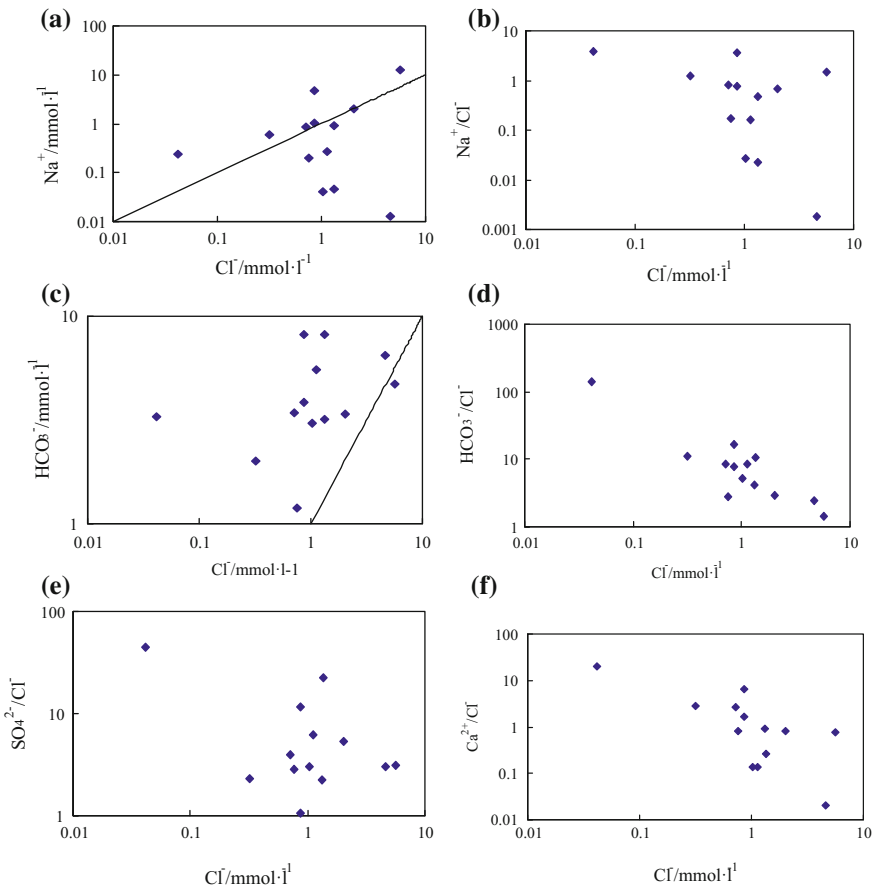 (a)
100
10
1
0.1
0.01
0.01 0.1 1 10
Na⁺/mmol·l̄¹
Cl⁻/mmol·l⁻¹
(b)
10
1
0.1
0.01
0.001
0.01 0.1 1 10
Na⁺/Cl⁻
Cl⁻/mmol·l̄¹
(c)
10
1
0.01 0.1 1 10
HCO₃⁻/mmol·l̄¹
Cl⁻/mmol·l-1
(d)
1000
100
10
1
0.01 0.1 1 10
HCO₃⁻/Cl⁻
Cl⁻/mmol·l̄¹
(e)
100
10
1
0.01 0.1 1 10
SO₄²⁻/Cl⁻
Cl⁻/mmol·l̄¹
(f)
100
10
1
0.1
0.01
0.01 0.1 1 10
Ca²⁺/Cl⁻
Cl⁻/mmol·l̄¹